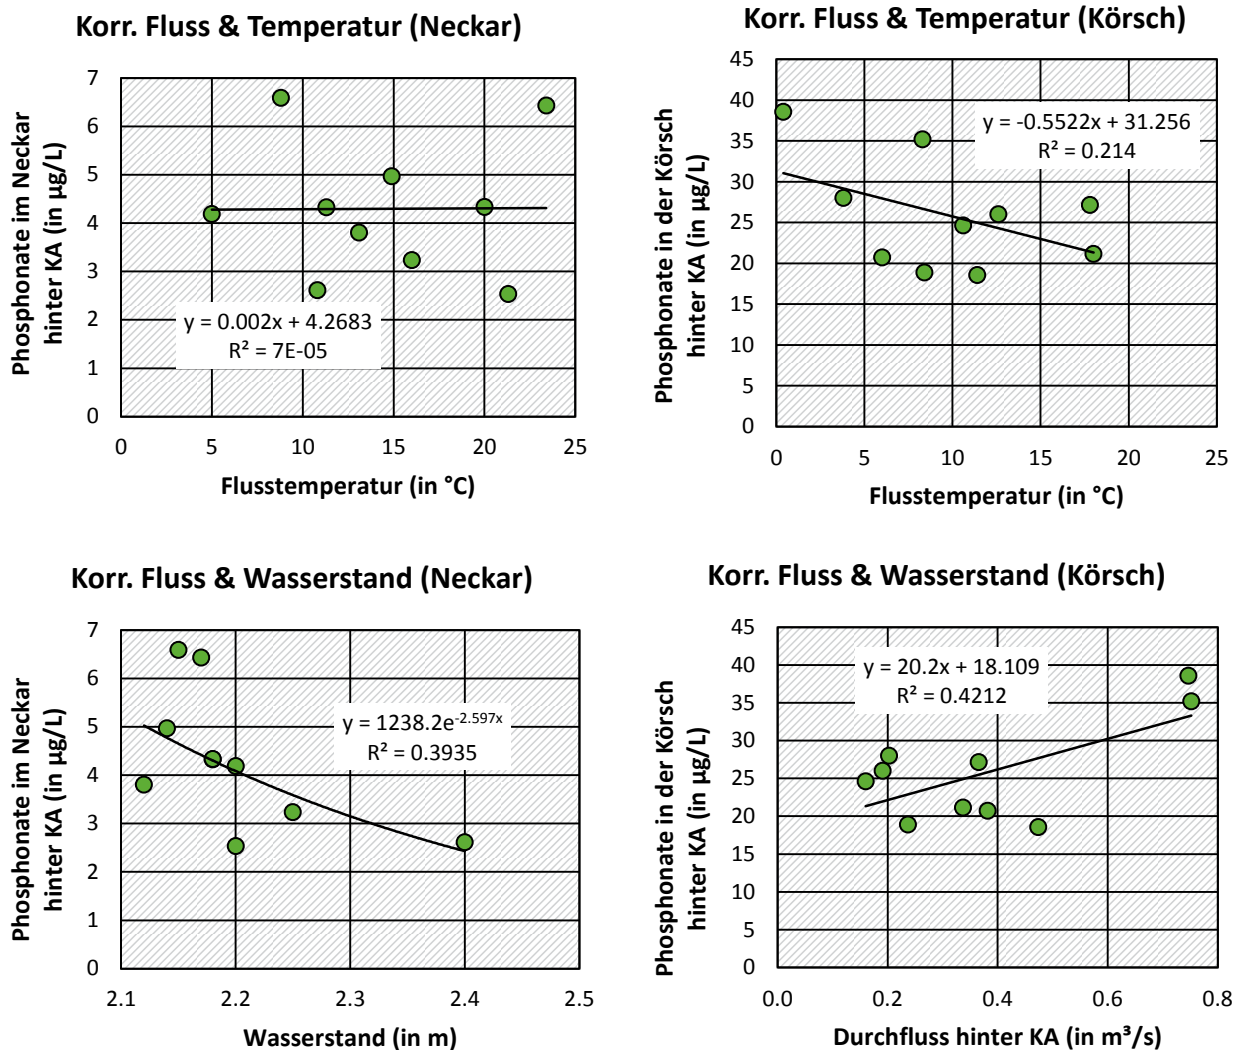 Korr. Fluss & Temperatur (Neckar)
Phosphonate im Neckar
hinter KA (in µg/L)
7
6
5
4
3
2
1
0
y = 0.002x + 4.2683
R² = 7E-05
0 5 10 15 20 25
Flusstemperatur (in °C)
Korr. Fluss & Temperatur (Körsch)
Phosphonate in der Körsch
hinter KA (in µg/L)
45
40
35
30
25
20
15
10
5
0
y = -0.5522x + 31.256
R² = 0.214
0 5 10 15 20 25
Flusstemperatur (in °C)
Korr. Fluss & Wasserstand (Neckar)
Phosphonate im Neckar
hinter KA (in µg/L)
7
6
5
4
3
2
1
0
y = 1238.2e^-2.597x
R² = 0.3935
2.1 2.2 2.3 2.4 2.5
Wasserstand (in m)
Korr. Fluss & Wasserstand (Körsch)
Phosphonate in der Körsch
hinter KA (in µg/L)
45
40
35
30
25
20
15
10
5
0
y = 20.2x + 18.109
R² = 0.4212
0.0 0.2 0.4 0.6 0.8
Durchfluss hinter KA (in m³/s)